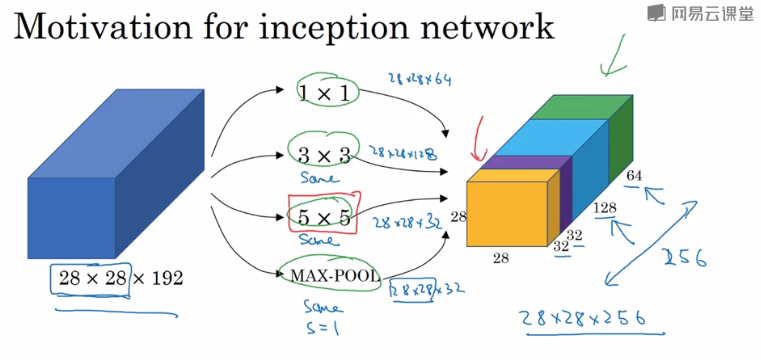 Motivation for inception network
网易云课堂
1 × 1
28×28×64
3 × 3
same
28×28×128
5 × 5
same
28×28×32
MAX-POOL
same
s=1
28×28×32
28 × 28 × 192
28
28
32
32
128
64
256
28×28×256